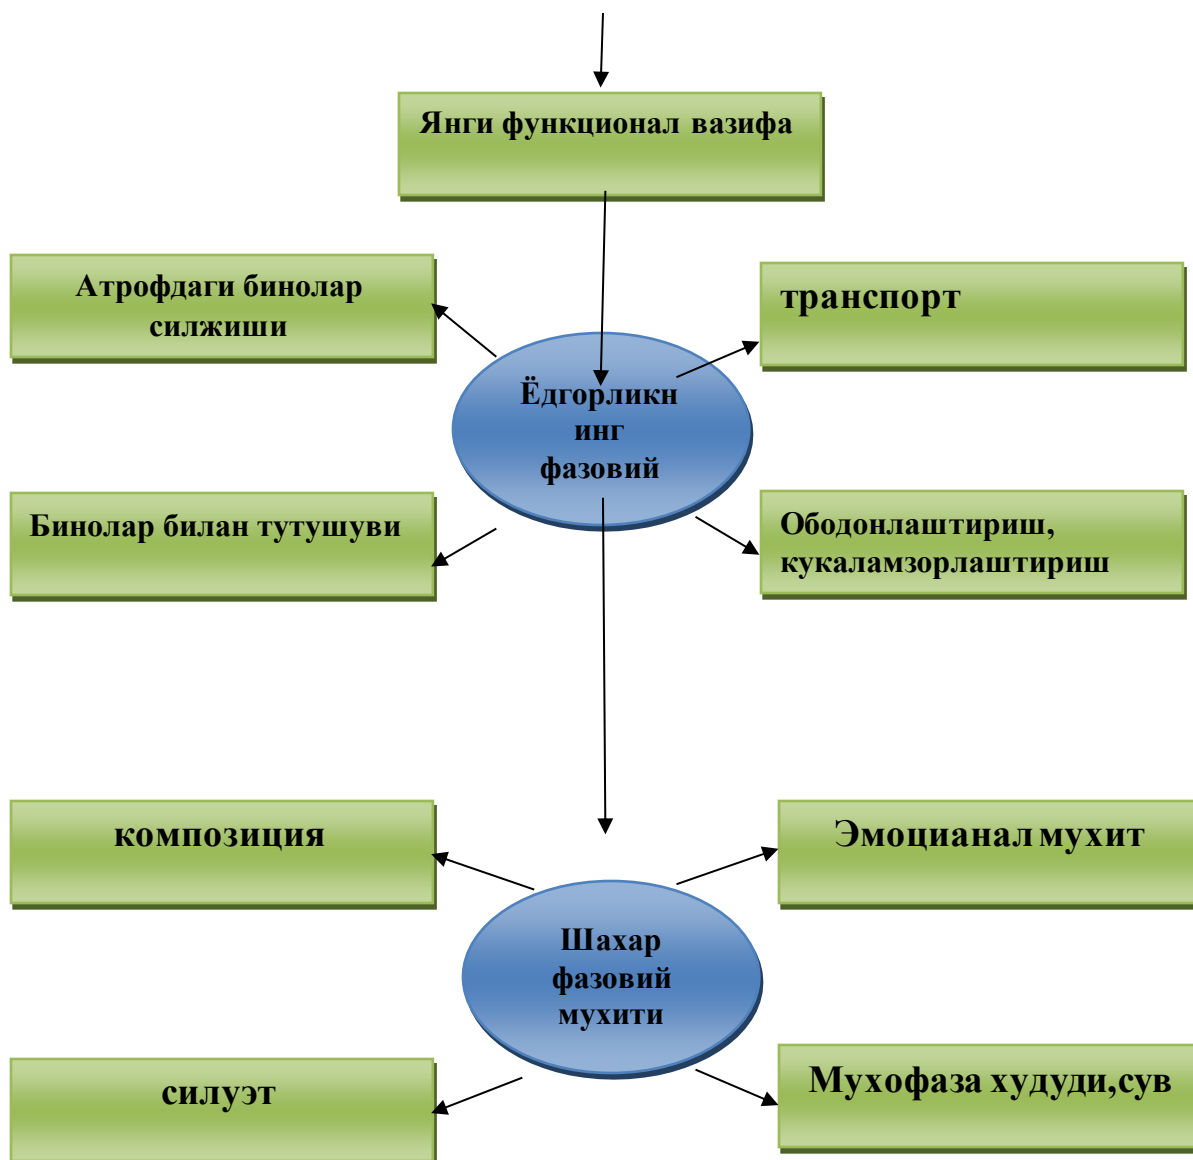 Янги функционал вазифа
Атрофдаги бинолар
силжиши
транспорт
Ёдгорликн
инг
фазовий
Бинолар билан тутушуви
Ободонлаштириш,
кукаламзорлаштириш
композиция
Эмоцианал мухит
Шахар
фазовий
мухити
силуэт
Мухофаза худуди,сув